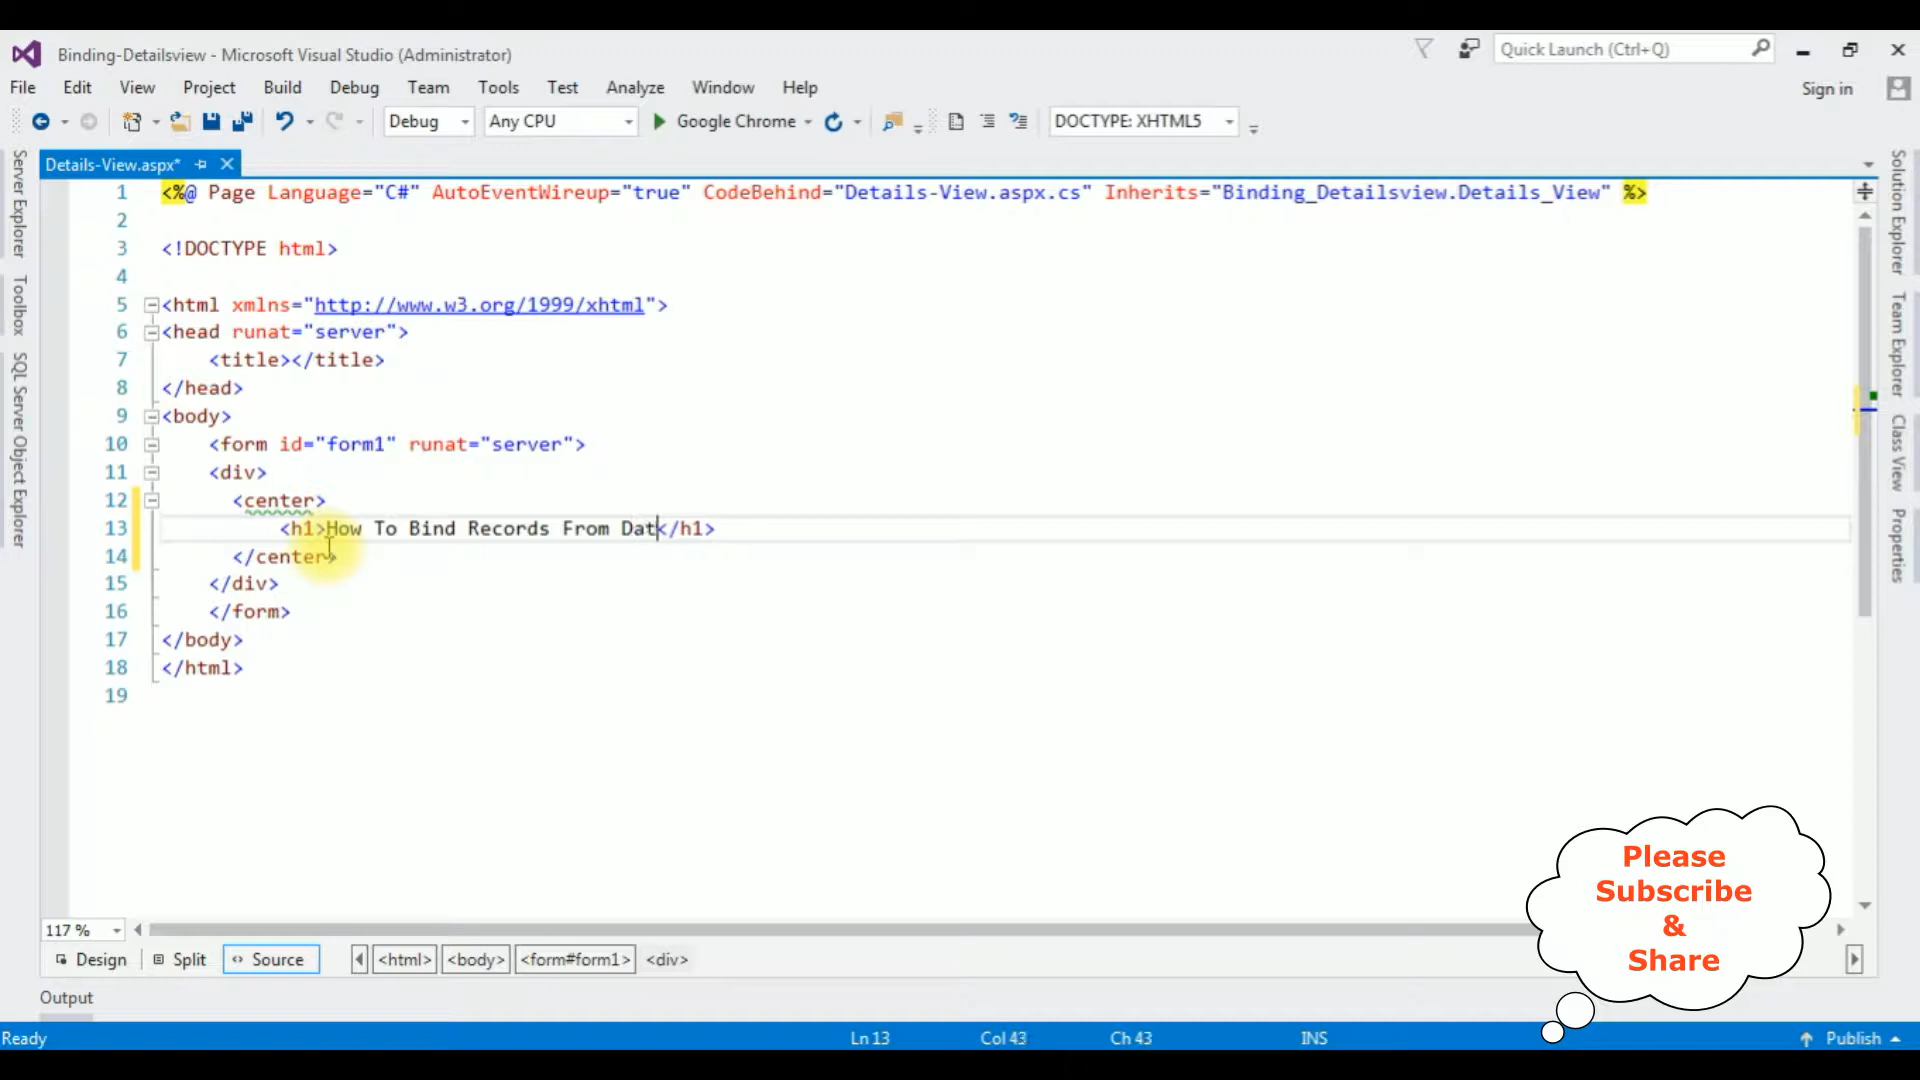 Binding-Detailsview - Microsoft Visual Studio (Administrator)
Quick Launch (Ctrl+Q)
File Edit View Project Build Debug Team Tools Test Analyze Window Help
Sign in
Debug Any CPU Google Chrome DOCTYPE: XHTML5
Server Explorer
Toolbox
SQL Server Object Explorer
Details-View.aspx*
1 <%@ Page Language="C#" AutoEventWireup="true" CodeBehind="Details-View.aspx.cs" Inherits="Binding_Detailsview.Details_View" %>
2
3 <!DOCTYPE html>
4
5 <html xmlns="http://www.w3.org/1999/xhtml">
6 <head runat="server">
7 <title></title>
8 </head>
9 <body>
10 <form id="form1" runat="server">
11 <div>
12 <center>
13 <h1>How To Bind Records From Dat</h1>
14 </center>
15 </div>
16 </form>
17 </body>
18 </html>
19
Solution Explorer
Team Explorer
Class View
Properties
Please
Subscribe
&
Share
117 %
Design Split Source <html> <body> <form#form1> <div>
Output
Ready Ln 13 Col 43 Ch 43 INS Publish